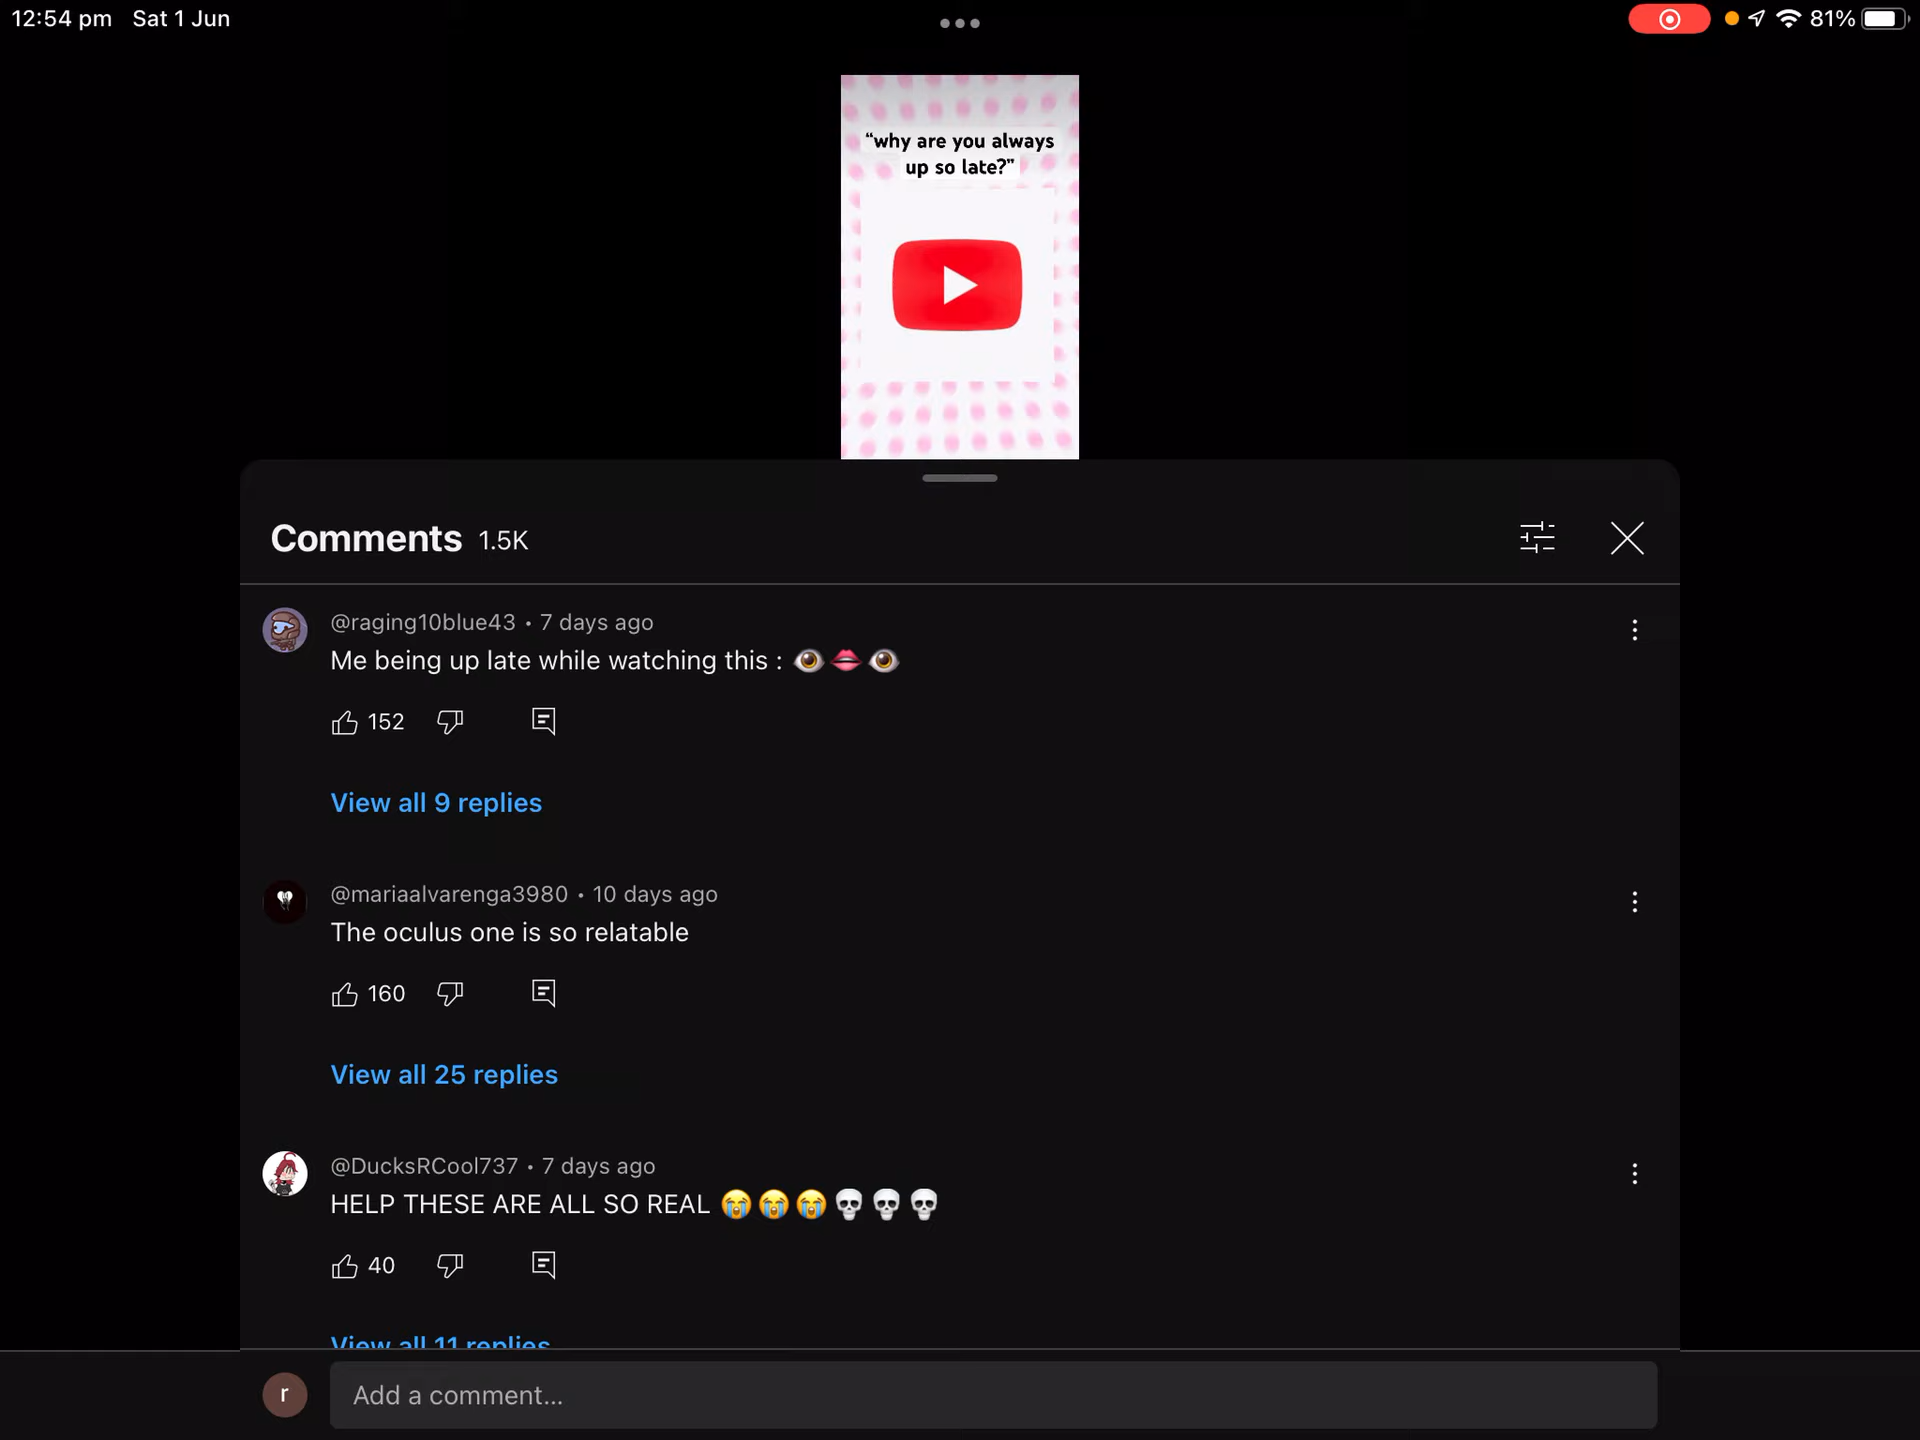 12:54 pm Sat 1 Jun
81%
“why are you always
up so late?”
Comments 1.5K
@raging10blue43 • 7 days ago
Me being up late while watching this : 👁️👄👁️
152
View all 9 replies
@mariaalvarenga3980 • 10 days ago
The oculus one is so relatable
160
View all 25 replies
@DucksRCool737 • 7 days ago
HELP THESE ARE ALL SO REAL 😭😭😭💀💀💀
40
View all 11 replies
r
Add a comment...